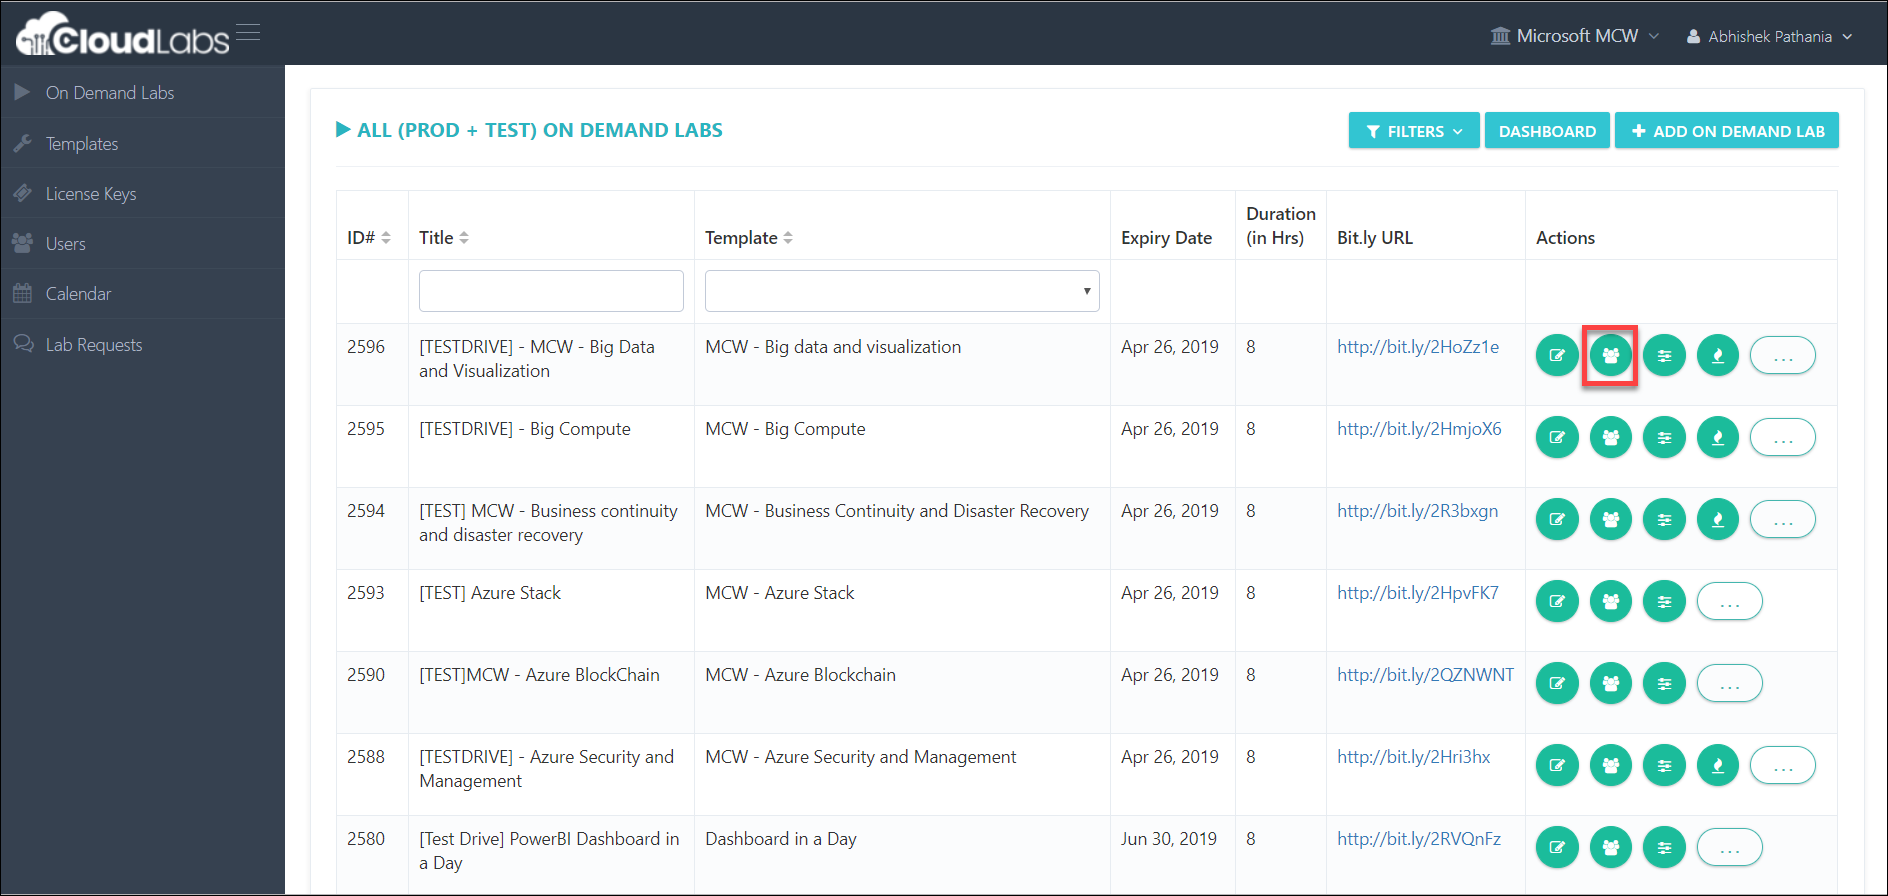 CloudLabs
Microsoft MCW
Abhishek Pathania
On Demand Labs
Templates
License Keys
Users
Calendar
Lab Requests
ALL (PROD + TEST) ON DEMAND LABS
FILTERS
DASHBOARD
+ ADD ON DEMAND LAB
ID#
Title
Template
Expiry Date
Duration
(in Hrs)
Bit.ly URL
Actions
2596
[TESTDRIVE] - MCW - Big Data
and Visualization
MCW - Big data and visualization
Apr 26, 2019
8
http://bit.ly/2HoZz1e
...
2595
[TESTDRIVE] - Big Compute
MCW - Big Compute
Apr 26, 2019
8
http://bit.ly/2HmjoX6
...
2594
[TEST] MCW - Business continuity
and disaster recovery
MCW - Business Continuity and Disaster Recovery
Apr 26, 2019
8
http://bit.ly/2R3bxgn
...
2593
[TEST] Azure Stack
MCW - Azure Stack
Apr 26, 2019
8
http://bit.ly/2HpvFK7
...
2590
[TEST]MCW - Azure BlockChain
MCW - Azure Blockchain
Apr 26, 2019
8
http://bit.ly/2QZNWNT
...
2588
[TESTDRIVE] - Azure Security and
Management
MCW - Azure Security and Management
Apr 26, 2019
8
http://bit.ly/2Hri3hx
...
2580
[Test Drive] PowerBI Dashboard in
a Day
Dashboard in a Day
Jun 30, 2019
8
http://bit.ly/2RVQnFz
...